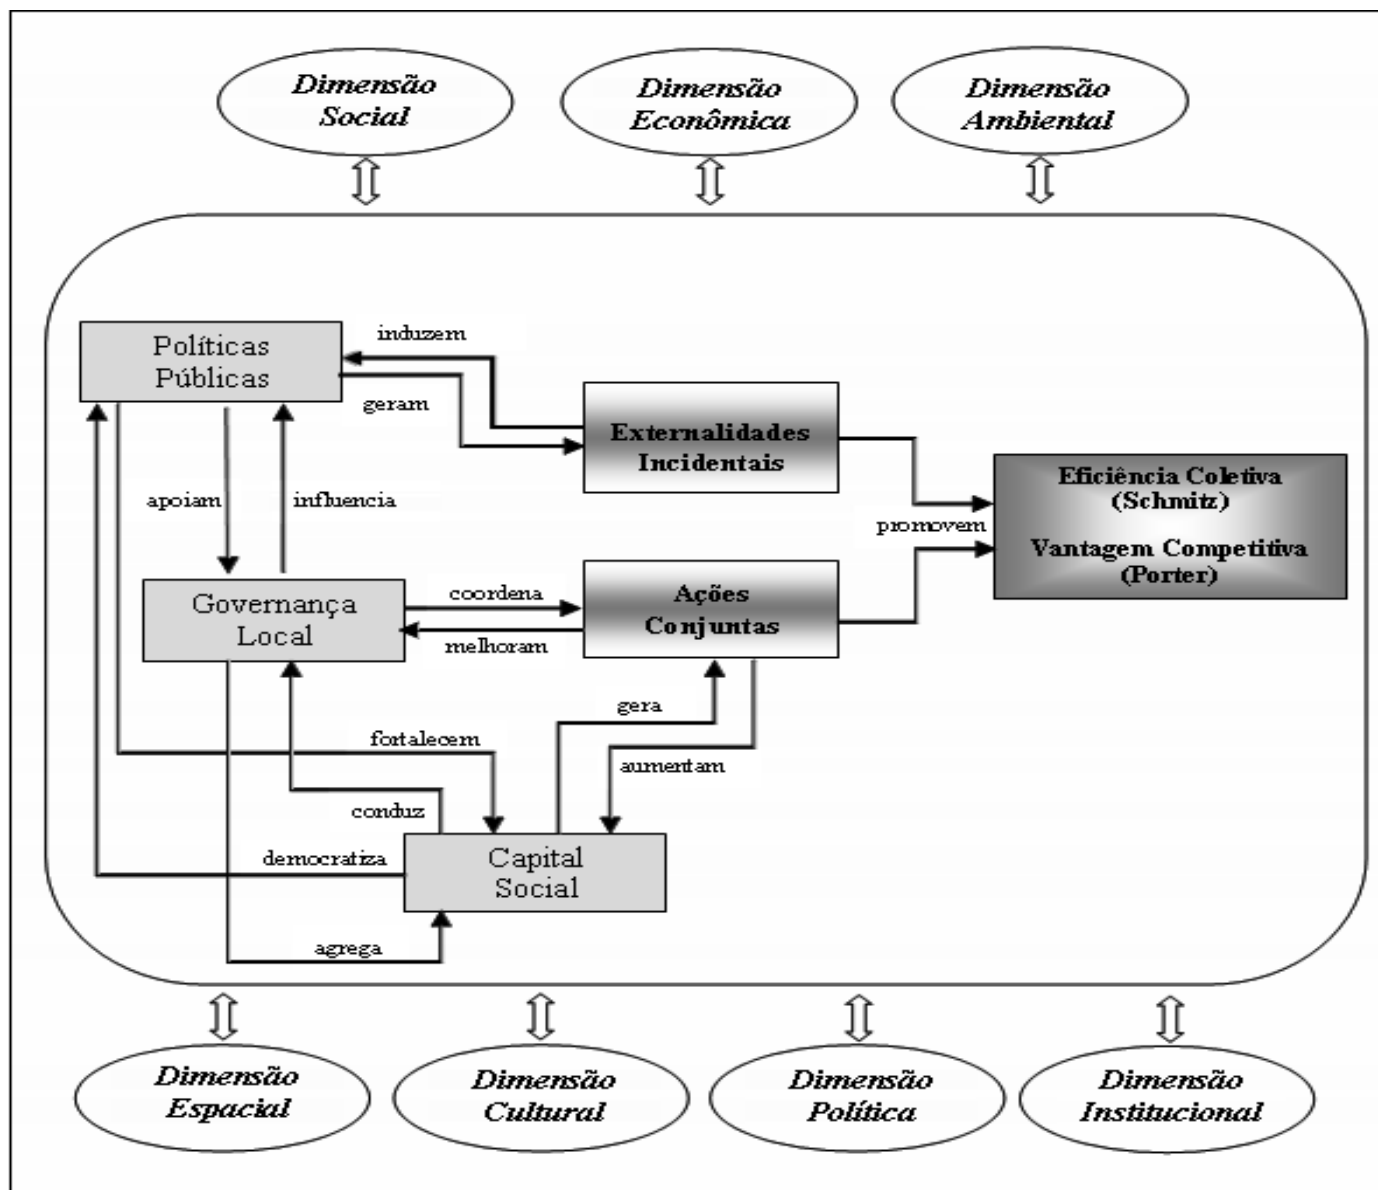 Dimensão
Social
Dimensão
Econômica
Dimensão
Ambiental
Políticas
Públicas
induzem
geram
Externalidades
Incidentais
Eficiência Coletiva
(Schmitz)
Vantagem Competitiva
(Porter)
apoiam
influencia
promovem
Governança
Local
coordena
melhoram
Ações
Conjuntas
gera
fortalecem
aumentam
conduz
democratiza
Capital
Social
agrega
Dimensão
Espacial
Dimensão
Cultural
Dimensão
Política
Dimensão
Institucional